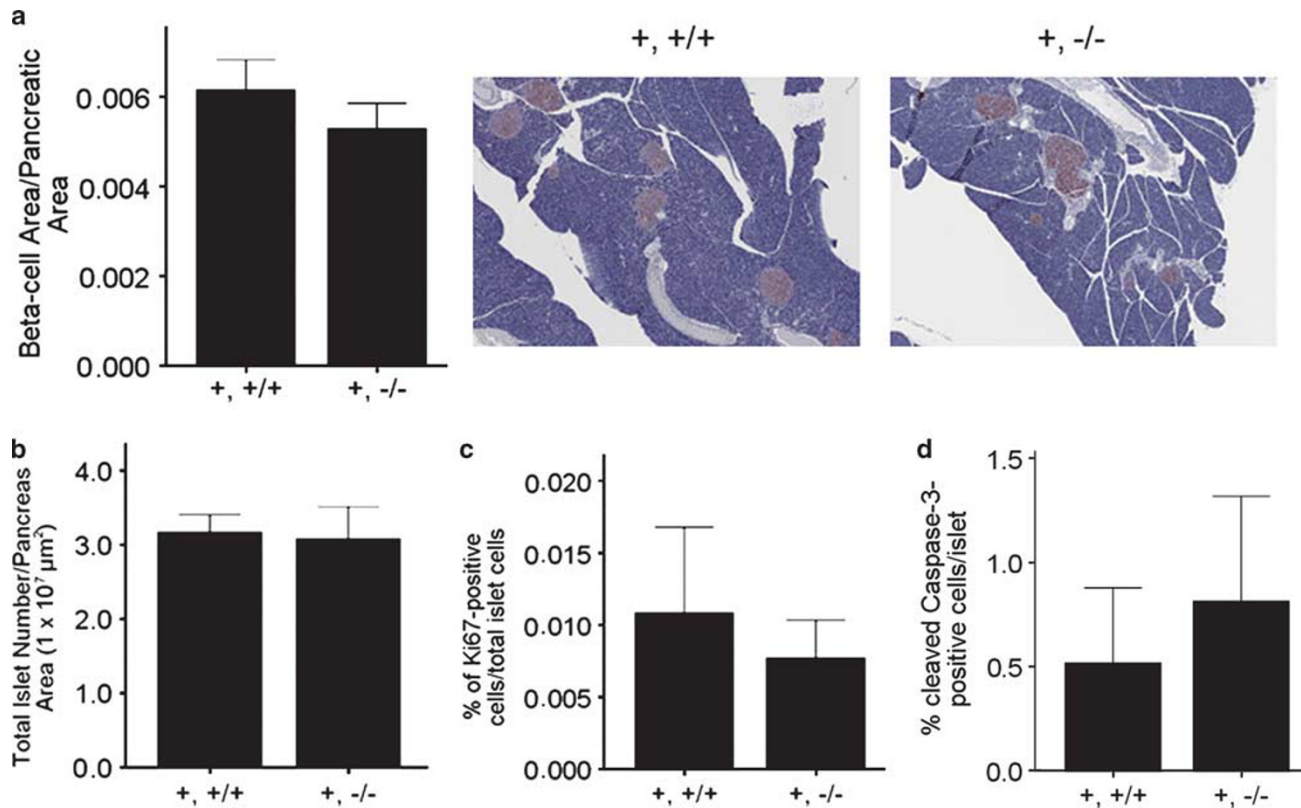 a
Beta-cell Area/Pancreatic
Area
0.006
0.004
0.002
0.000
+, +/+
+, -/-
+, +/+
+, -/-
b
Total Islet Number/Pancreas
Area (1 x 10⁷ µm²)
4.0
3.0
2.0
1.0
0.0
+, +/+
+, -/-
c
% of Ki67-positive
cells/total islet cells
0.020
0.015
0.010
0.005
0.000
+, +/+
+, -/-
d
% cleaved Caspase-3-
positive cells/islet
1.5
1.0
0.5
0.0
+, +/+
+, -/-